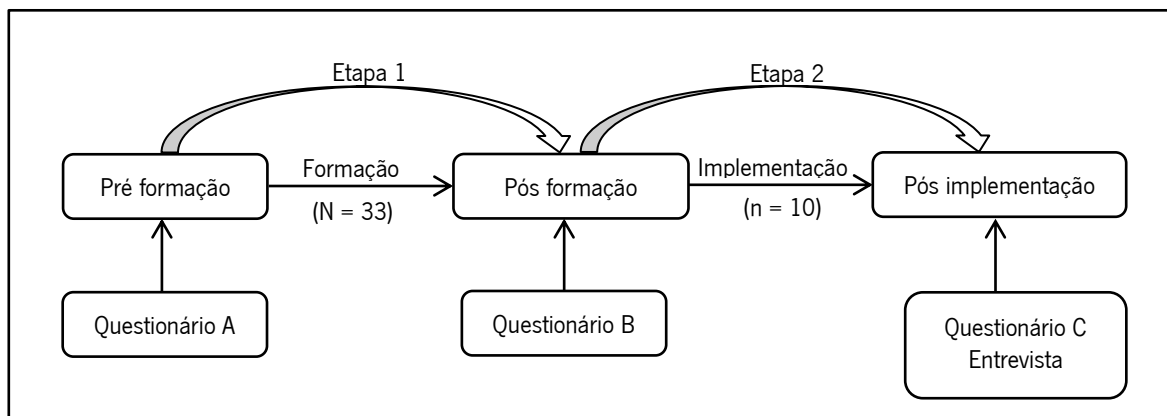 Etapa 1
Etapa 2
Formação
Implementação
Pré formação
Pós formação
Pós implementação
(N = 33)
(n = 10)
Questionário A
Questionário B
Questionário C
Entrevista